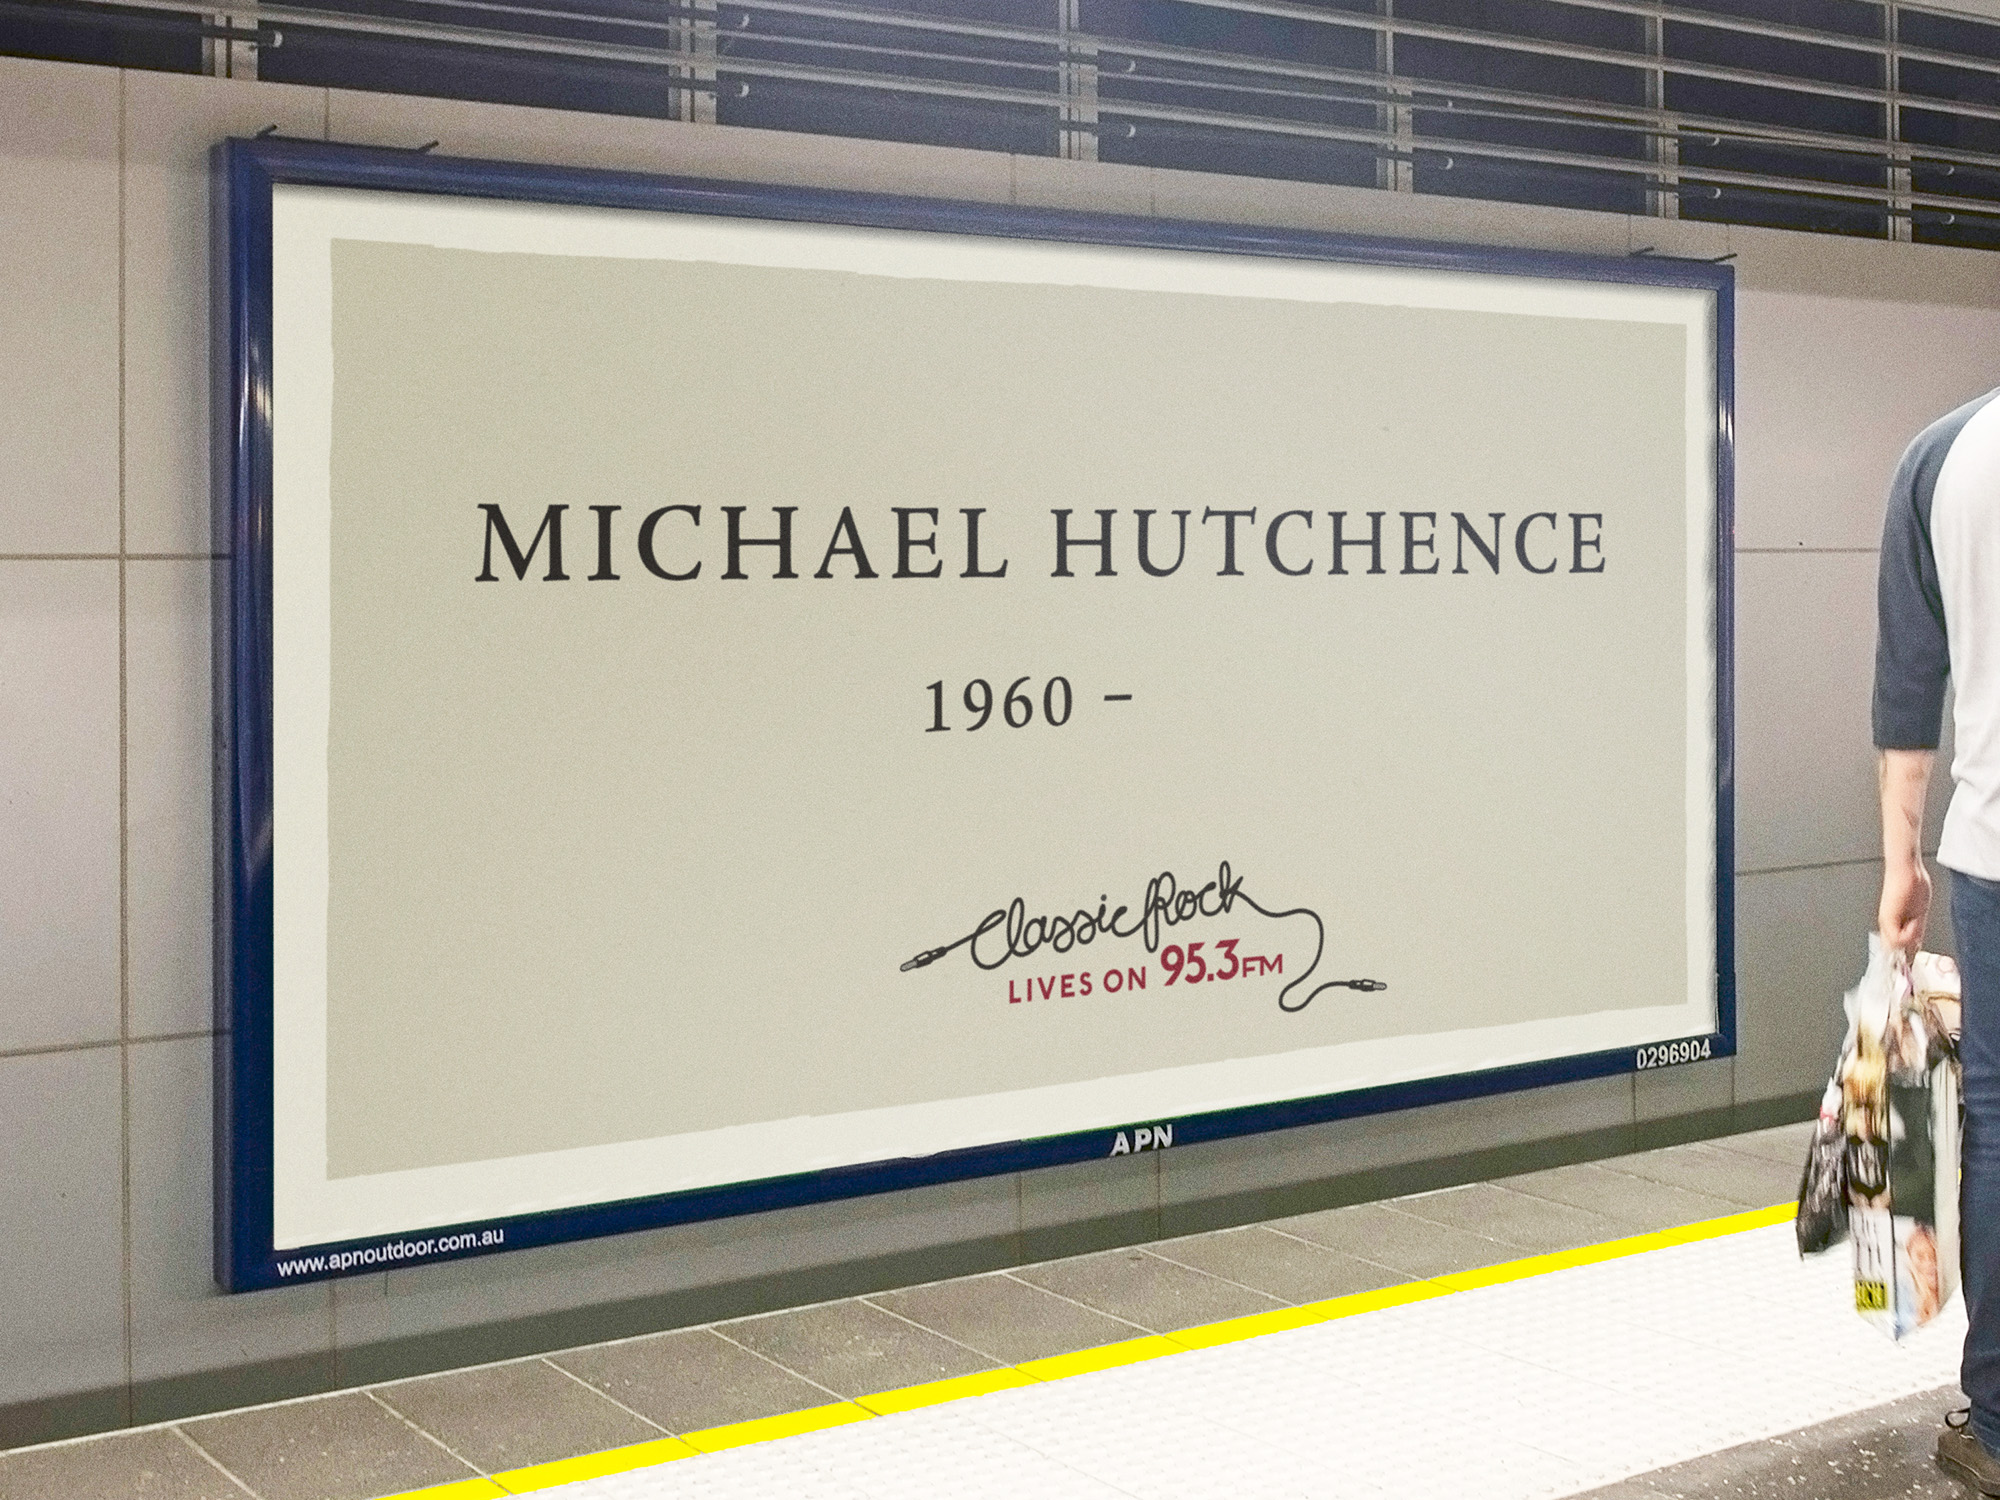 MICHAEL HUTCHENCE
1960 –
Classic Rock
LIVES ON 95.3FM
0296904
APN
www.apnoutdoor.com.au